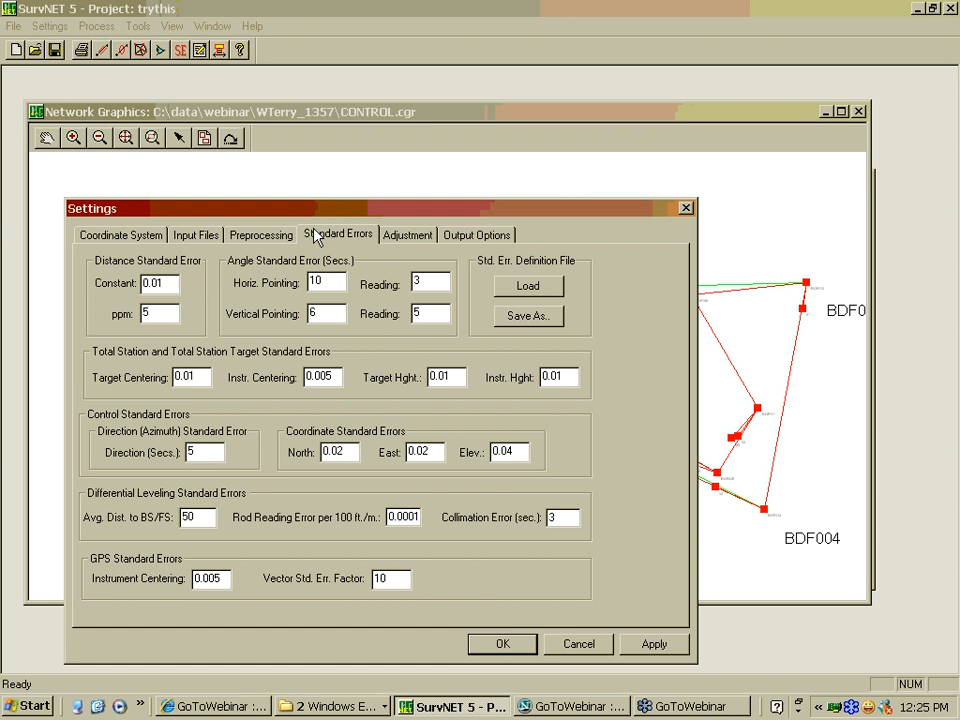 SurvNET 5 - Project: trythis
File Settings Process Tools View Window Help
SE
Network Graphics: C:\data\webinar\WTerry_1357\CONTROL.cgr
Settings
Coordinate System Input Files Preprocessing Standard Errors Adjustment Output Options
Distance Standard Error Angle Standard Error (Secs.) Std. Err. Definition File
Constant: 0.01 Horiz. Pointing: 10 Reading: 3 Load
ppm: 5 Vertical Pointing: 6 Reading: 5 Save As..
Total Station and Total Station Target Standard Errors
Target Centering: 0.01 Instr. Centering: 0.005 Target Hght.: 0.01 Instr. Hght: 0.01
Control Standard Errors
Direction (Azimuth) Standard Error Coordinate Standard Errors
Direction (Secs.): 5 North: 0.02 East: 0.02 Elev.: 0.04
Differential Leveling Standard Errors
Avg. Dist. to BS/FS: 50 Rod Reading Error per 100 ft./m.: 0.0001 Collimation Error (sec.): 3
GPS Standard Errors
Instrument Centering: 0.005 Vector Std. Err. Factor: 10
OK Cancel Apply
BDF0
BDF004
Ready NUM
Start GoToWebinar :... 2 Windows E... SurvNET 5 - P... GoToWebinar :... GoToWebinar 12:25 PM